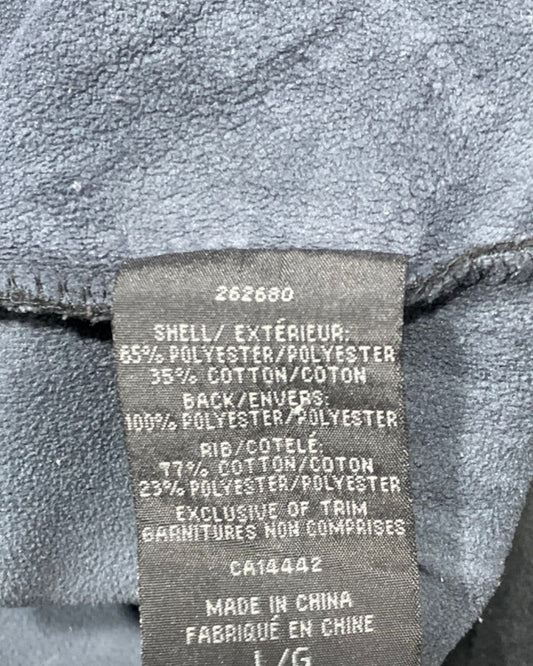 262680
SHELL/ EXTÉRIEUR:
65% POLYESTER/POLYESTER
35% COTTON/COTON
BACK/ENVERS:
100% POLYESTER/POLYESTER
RIB/COTELÉ:
77% COTTON/COTON
23% POLYESTER/POLYESTER
EXCLUSIVE OF TRIM
GARNITURES NON COMPRISES
CA14442
MADE IN CHINA
FABRIQUÉ EN CHINE
L/G